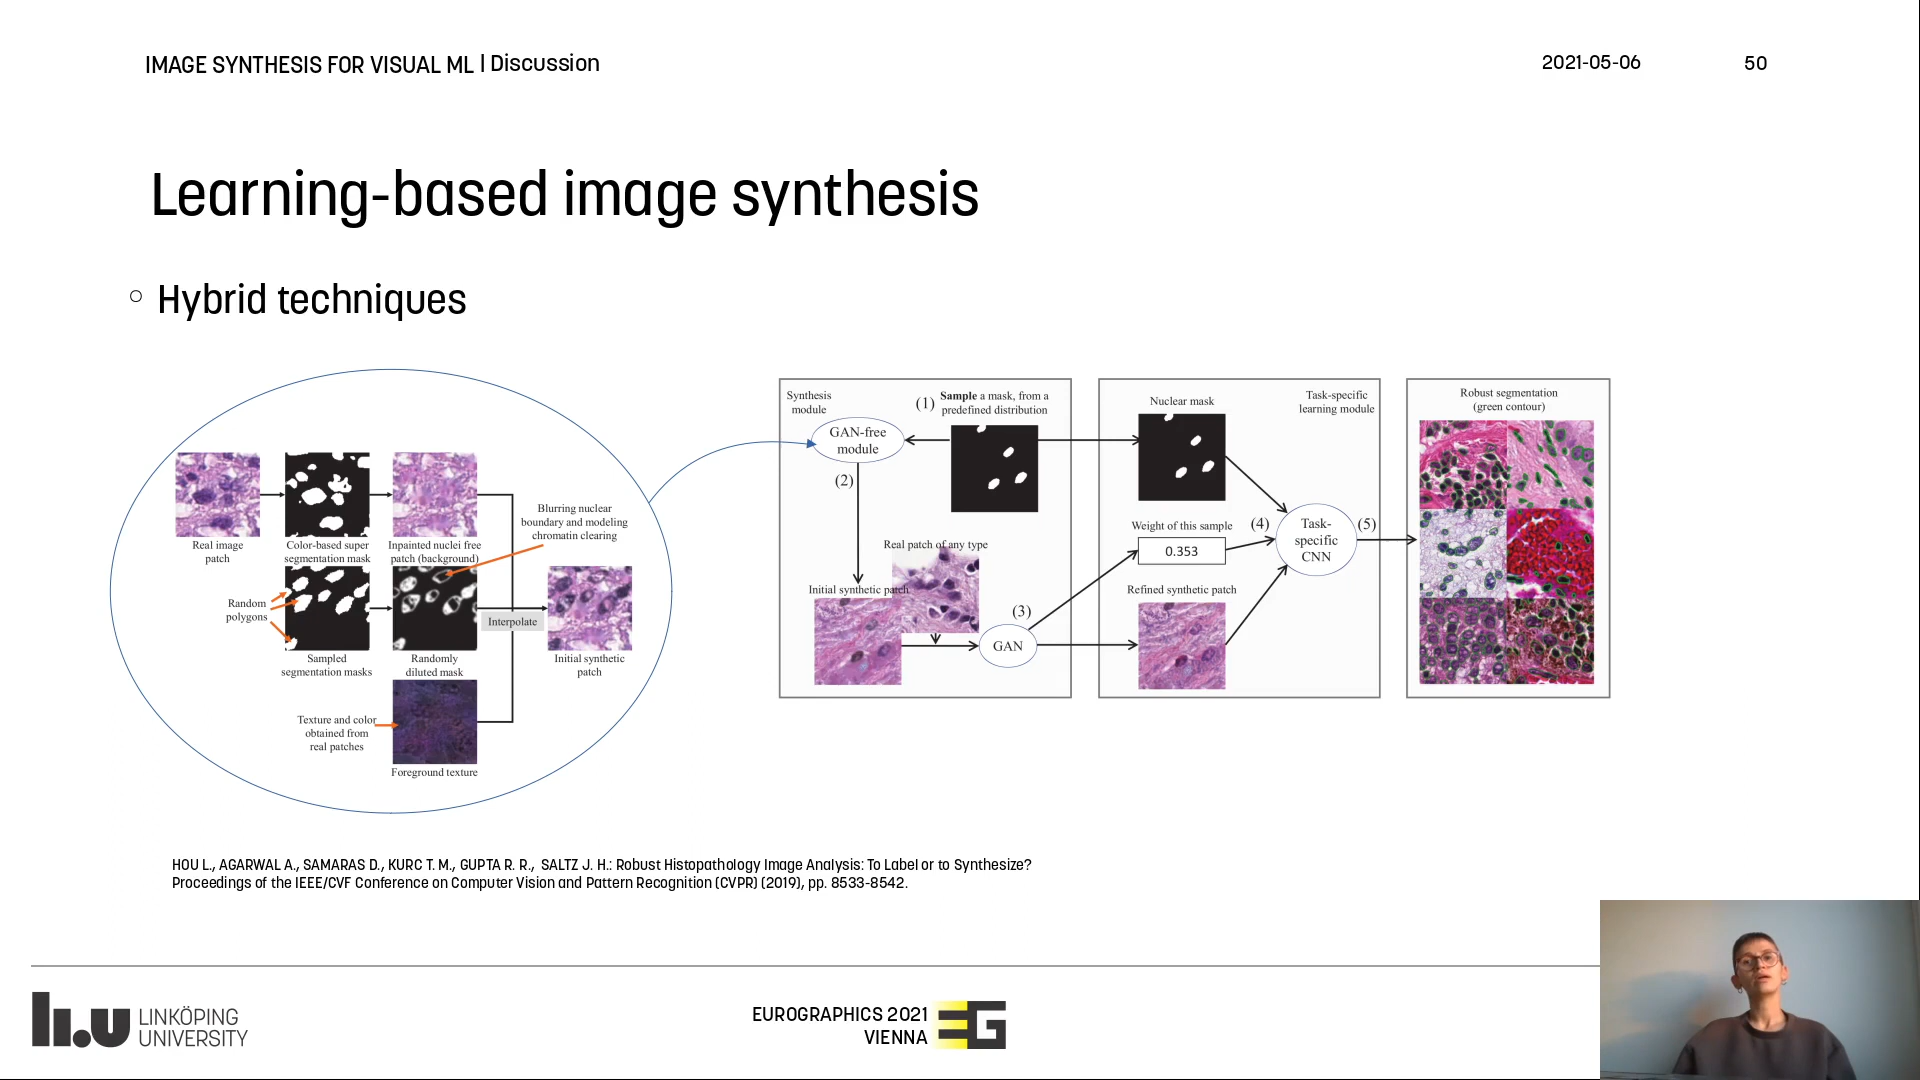 IMAGE SYNTHESIS FOR VISUAL ML | Discussion
2021-05-06
50
Learning-based image synthesis
Hybrid techniques
Real image
patch
Color-based super
segmentation mask
Inpainted nuclei free
patch (background)
Blurring nuclear
boundary and modeling
chromatin clearing
Random
polygons
Sampled
segmentation masks
Randomly
diluted mask
Interpolate
Initial synthetic
patch
Texture and color
obtained from
real patches
Foreground texture
Synthesis
module
(1)
Sample a mask, from a
predefined distribution
GAN-free
module
(2)
Real patch of any type
Initial synthetic patch
(3)
GAN
Nuclear mask
Task-specific
learning module
Weight of this sample
0.353
(4)
Task-
specific
CNN
(5)
Refined synthetic patch
Robust segmentation
(green contour)
HOU L., AGARWAL A., SAMARAS D., KURC T. M., GUPTA R. R., SALTZ J. H.: Robust Histopathology Image Analysis: To Label or to Synthesize?
Proceedings of the IEEE/CVF Conference on Computer Vision and Pattern Recognition (CVPR) (2019), pp. 8533-8542.
li.u LINKÖPING
UNIVERSITY
EUROGRAPHICS 2021
VIENNA
EG